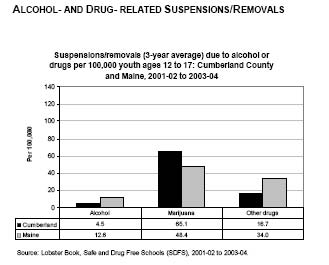 ALCOHOL- AND DRUG- RELATED SUSPENSIONS/REMOVALS
Suspensions/removals (3-year average) due to alcohol or
drugs per 100,000 youth ages 12 to 17: Cumberland County
and Maine, 2001-02 to 2003-04
Per 100,000
140
120
100
80
60
40
20
0
Alcohol Marijuana Other drugs
Cumberland 4.5 65.1 16.7
Maine 12.6 48.4 34.0
Source: Lobster Book, Safe and Drug Free Schools (SDFS), 2001-02 to 2003-04.